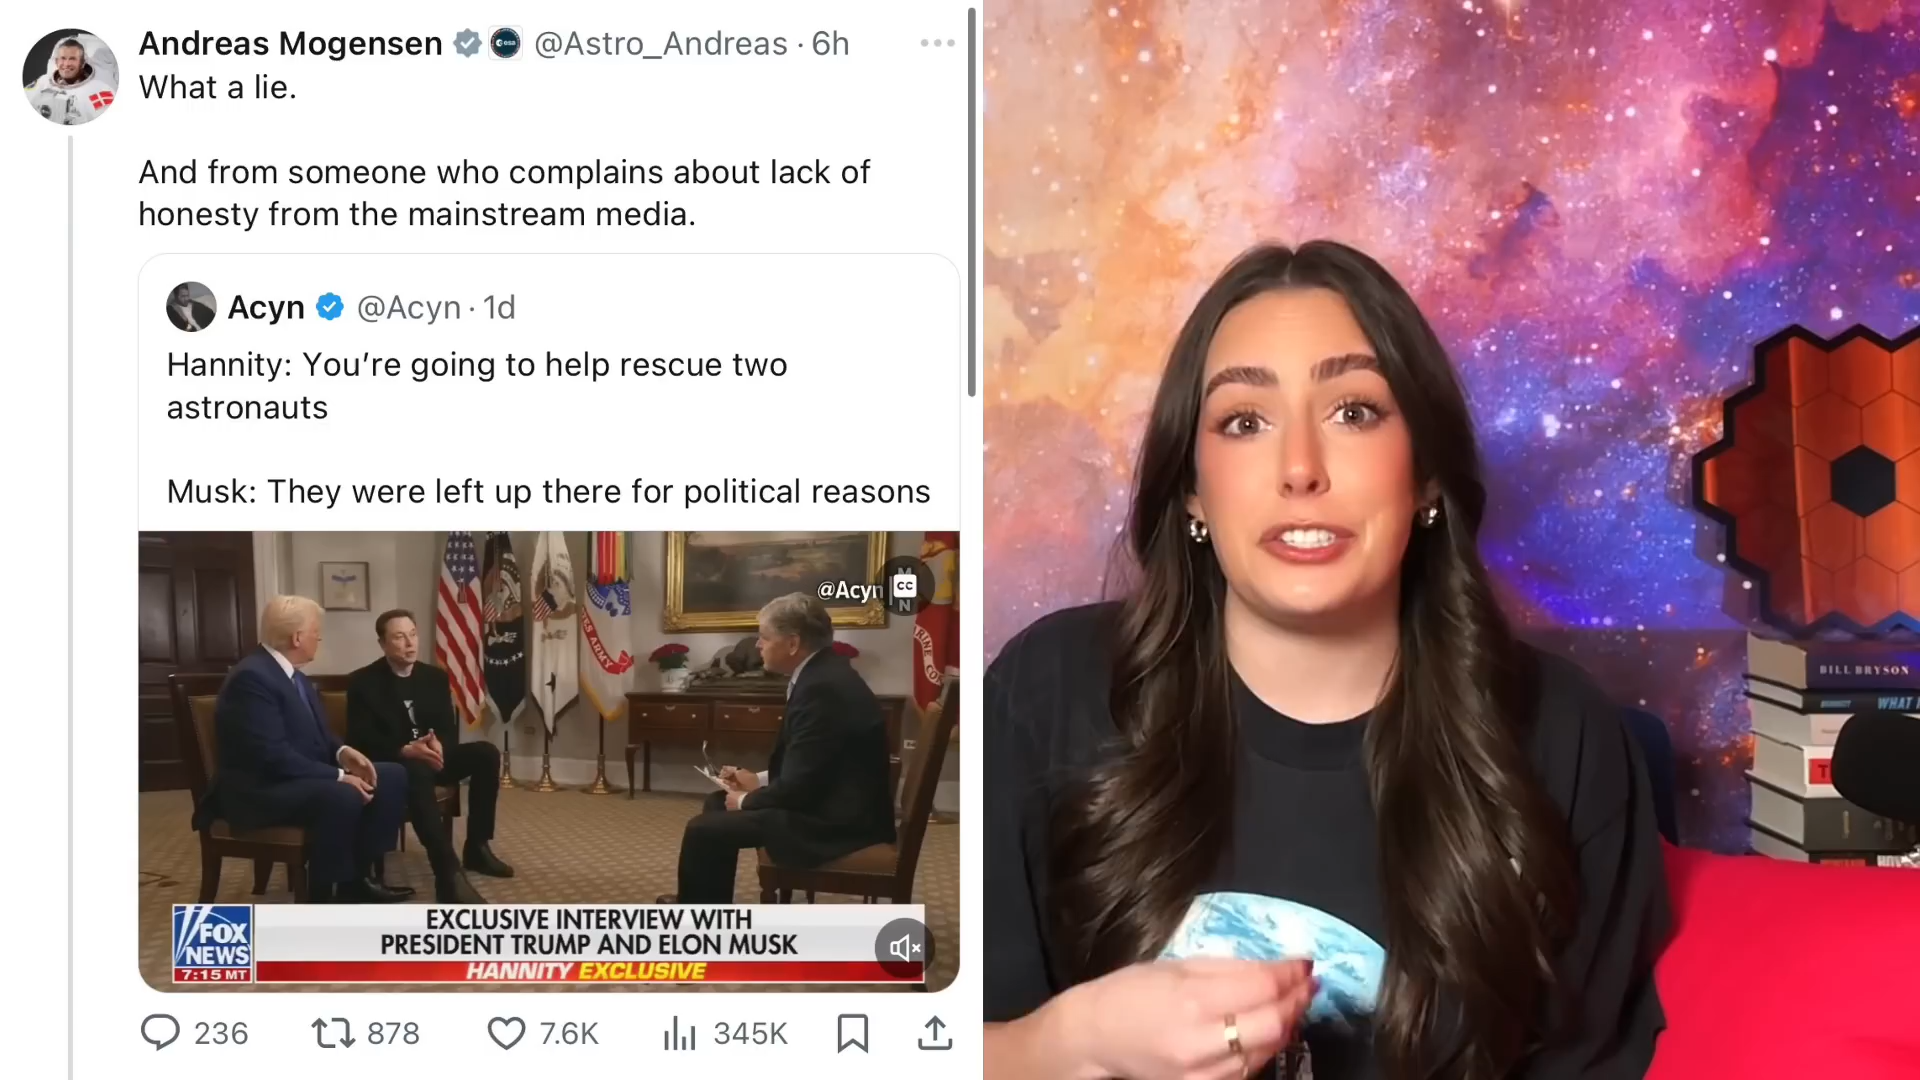 Andreas Mogensen @Astro_Andreas · 6h
What a lie.
And from someone who complains about lack of
honesty from the mainstream media.
Acyn @Acyn · 1d
Hannity: You’re going to help rescue two
astronauts
Musk: They were left up there for political reasons
@Acyn
CC
FOX
NEWS
7:15 MT
EXCLUSIVE INTERVIEW WITH
PRESIDENT TRUMP AND ELON MUSK
HANNITY EXCLUSIVE
236 878 7.6K 345K
BILL BRYSON
WHAT